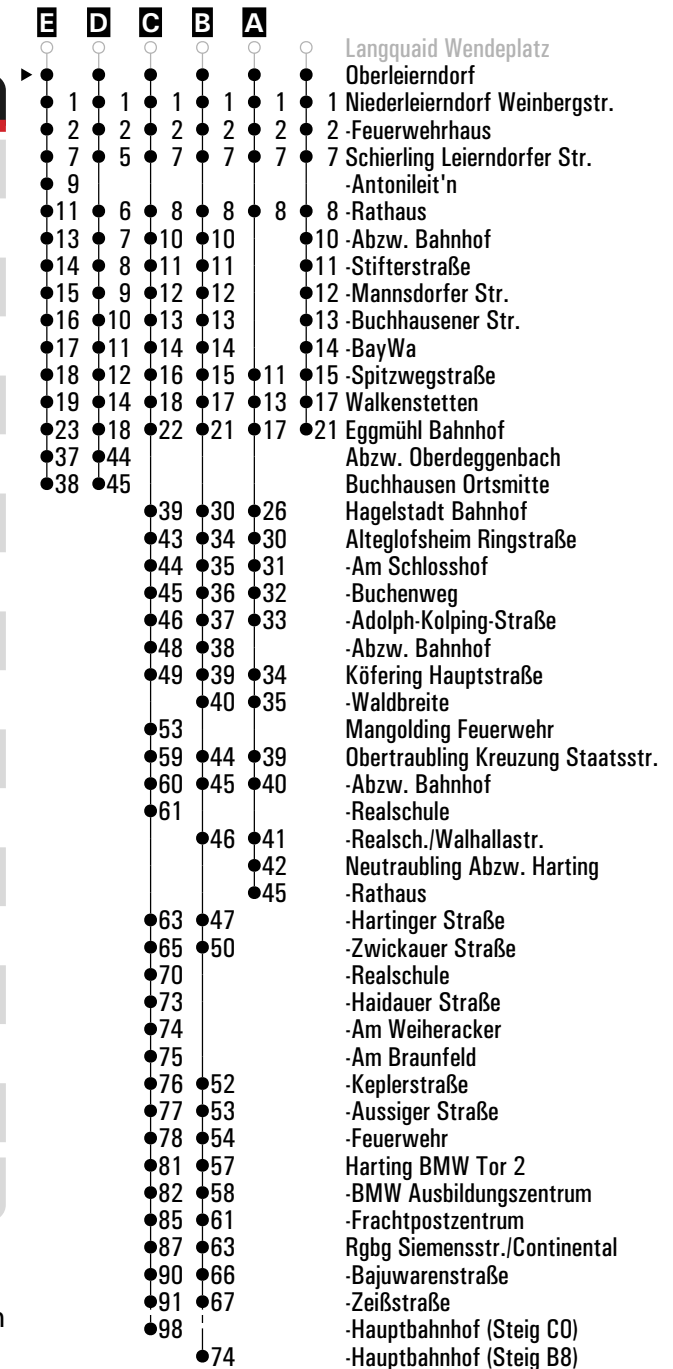 E D C B A
Langquaid Wendeplatz
Oberleierndorf
1 1 1 1 1 1 Niederleierndorf Weinbergstr.
2 2 2 2 2 2 -Feuerwehrhaus
7 5 7 7 7 7 Schierling Leierndorfer Str.
9 -Antonileit'n
11 6 8 8 8 8 -Rathaus
13 7 10 10 10 -Abzw. Bahnhof
14 8 11 11 11 -Stifterstraße
15 9 12 12 12 -Mannsdorfer Str.
16 10 13 13 13 -Buchhausener Str.
17 11 14 14 14 -BayWa
18 12 16 15 11 15 -Spitzwegstraße
19 14 18 17 13 17 Walkenstetten
23 18 22 21 17 21 Eggmühl Bahnhof
37 44 Abzw. Oberdeggenbach
38 45 Buchhausen Ortsmitte
39 30 26 Hagelstadt Bahnhof
43 34 30 Alteglofsheim Ringstraße
44 35 31 -Am Schlosshof
45 36 32 -Buchenweg
46 37 33 -Adolph-Kolping-Straße
48 38 -Abzw. Bahnhof
49 39 34 Köfering Hauptstraße
40 35 -Waldbreite
53 Mangolding Feuerwehr
59 44 39 Obertraubling Kreuzung Staatsstr.
60 45 40 -Abzw. Bahnhof
61 -Realschule
46 41 -Realsch./Walhallastr.
42 Neutraubling Abzw. Harting
45 -Rathaus
63 47 -Hartinger Straße
65 50 -Zwickauer Straße
70 -Realschule
73 -Haidauer Straße
74 -Am Weiheracker
75 -Am Braunfeld
76 52 -Keplerstraße
77 53 -Aussiger Straße
78 54 -Feuerwehr
81 57 Harting BMW Tor 2
82 58 -BMW Ausbildungszentrum
85 61 -Frachtpostzentrum
87 63 Rgbg Siemensstr./Continental
90 66 -Bajuwarenstraße
91 67 -Zeißstraße
98 -Hauptbahnhof (Steig C0)
74 -Hauptbahnhof (Steig B8)